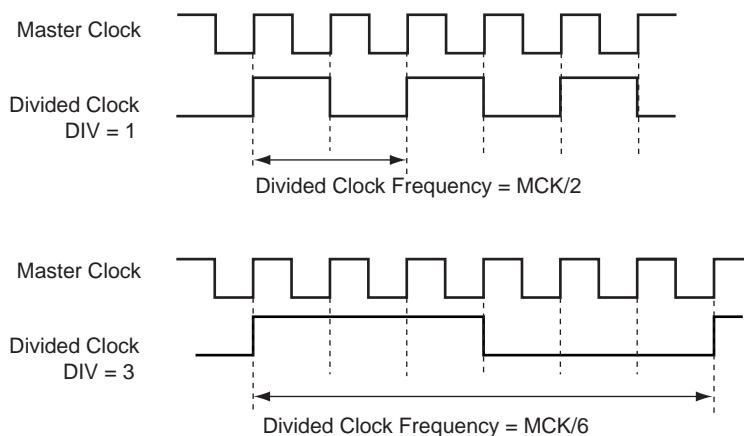 Master Clock
Divided Clock
DIV = 1
Divided Clock Frequency = MCK/2
Master Clock
Divided Clock
DIV = 3
Divided Clock Frequency = MCK/6